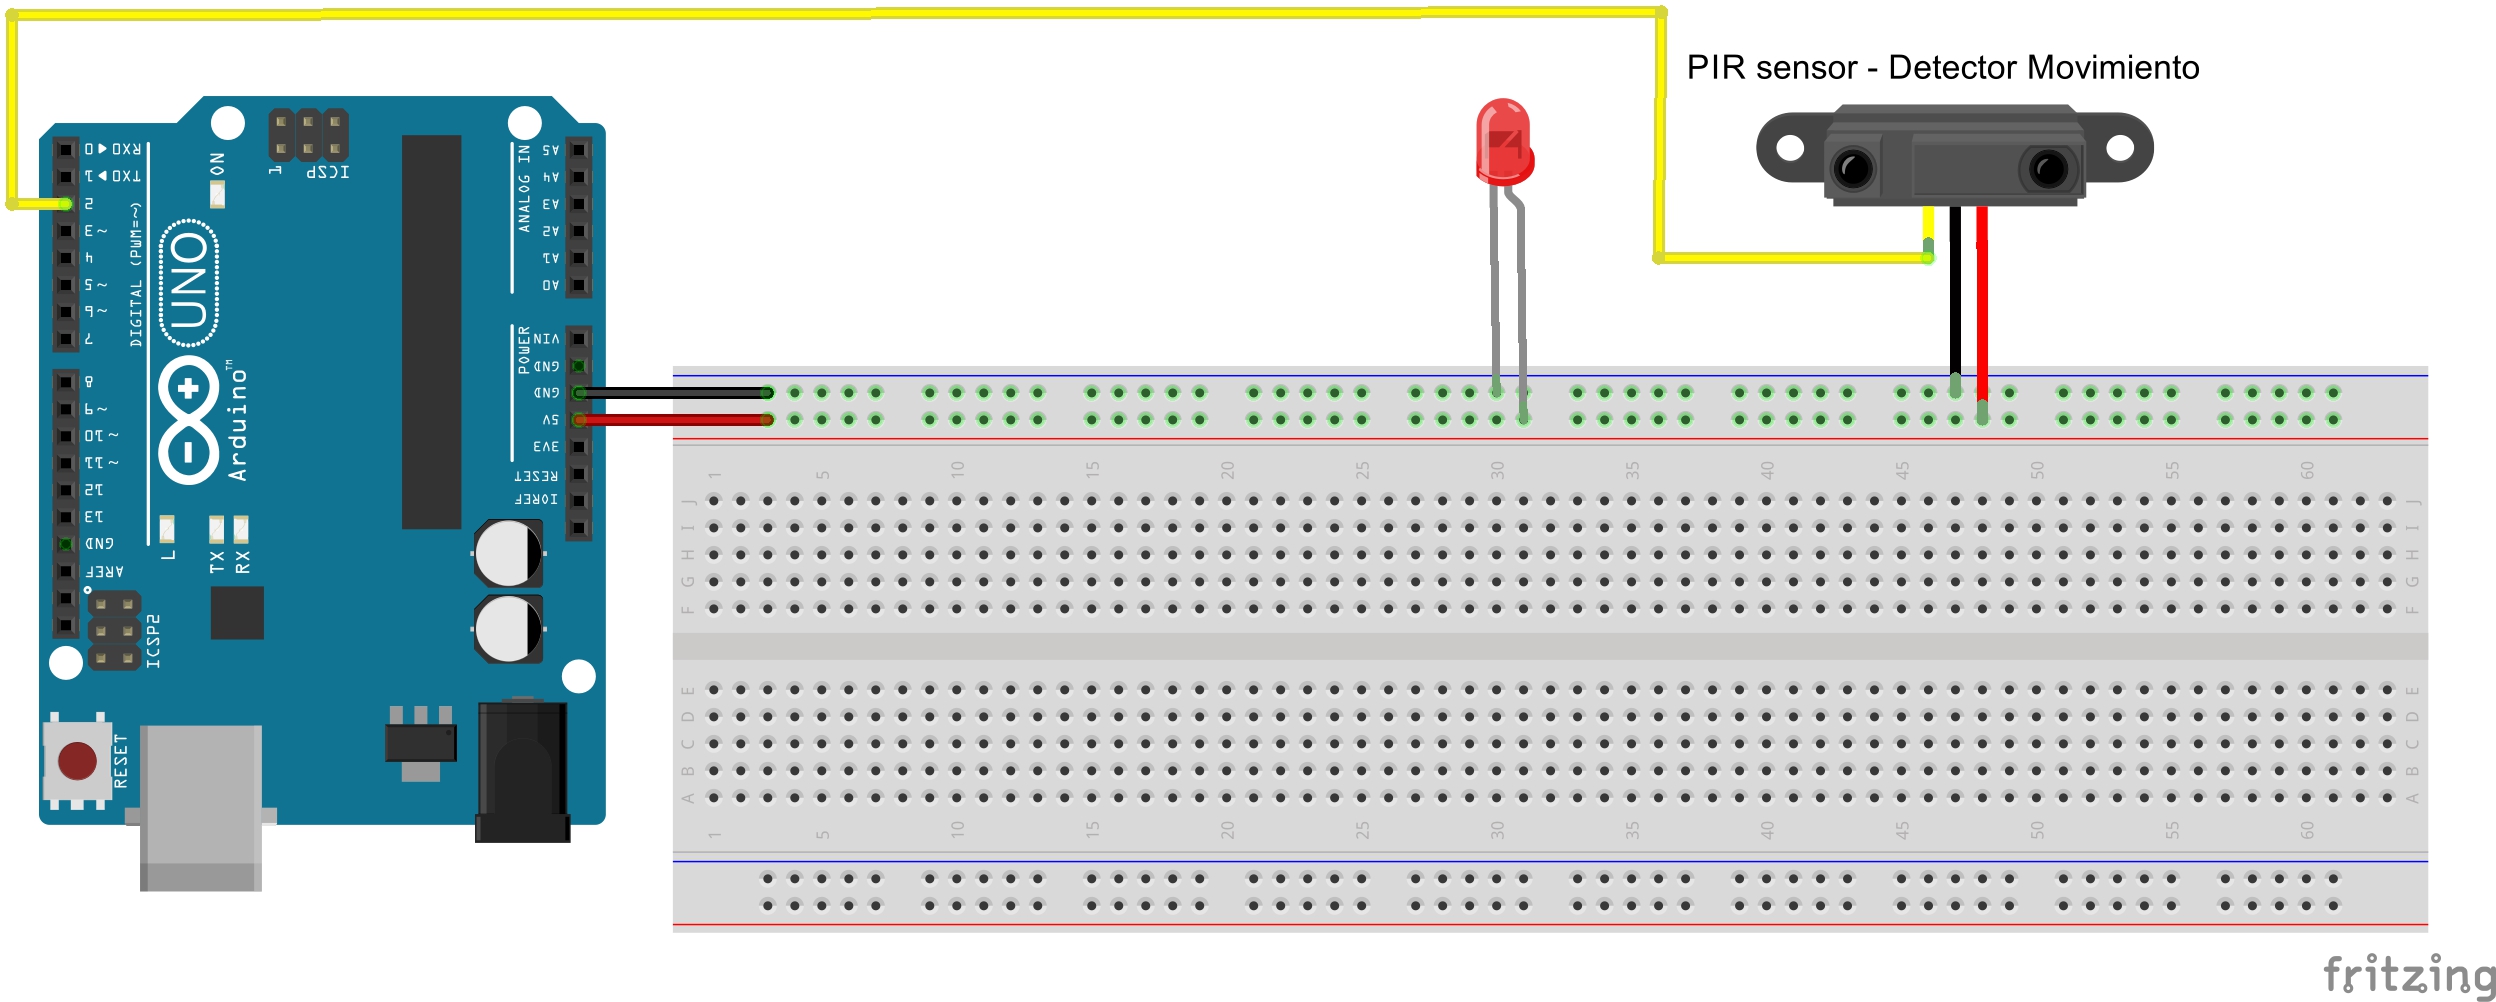 PIR sensor - Detector Movimiento
RX0 ◀ 0
TX0 ▶ 1
2
~ 3
4
~ 5
~ 6
7
8
~ 9
~ 10
~ 11
12
13
GND
AREF
DIGITAL (PWM=~)
ON
1
ICSP
UNO
Arduino™
L
TX
RX
ICSP2
RESET
ANALOG IN
A5
A4
A3
A2
A1
A0
POWER
VIN
GND
GND
5V
3V3
RESET
IOREF
1 5 10 15 20 25 30 35 40 45 50 55 60
J J
I I
H H
G G
F F
E E
D D
C C
B B
A A
1 5 10 15 20 25 30 35 40 45 50 55 60
fritzing